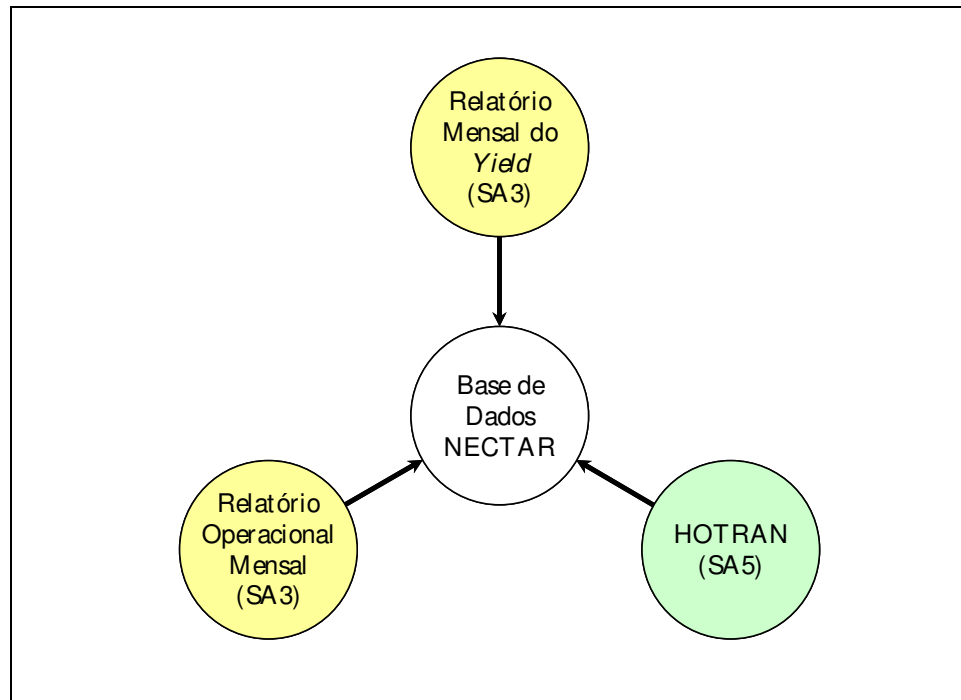 Relatório
Mensal do
Yield
(SA3)
Base de
Dados
NECTAR
Relatório
Operacional
Mensal
(SA3)
HOTRAN
(SA5)